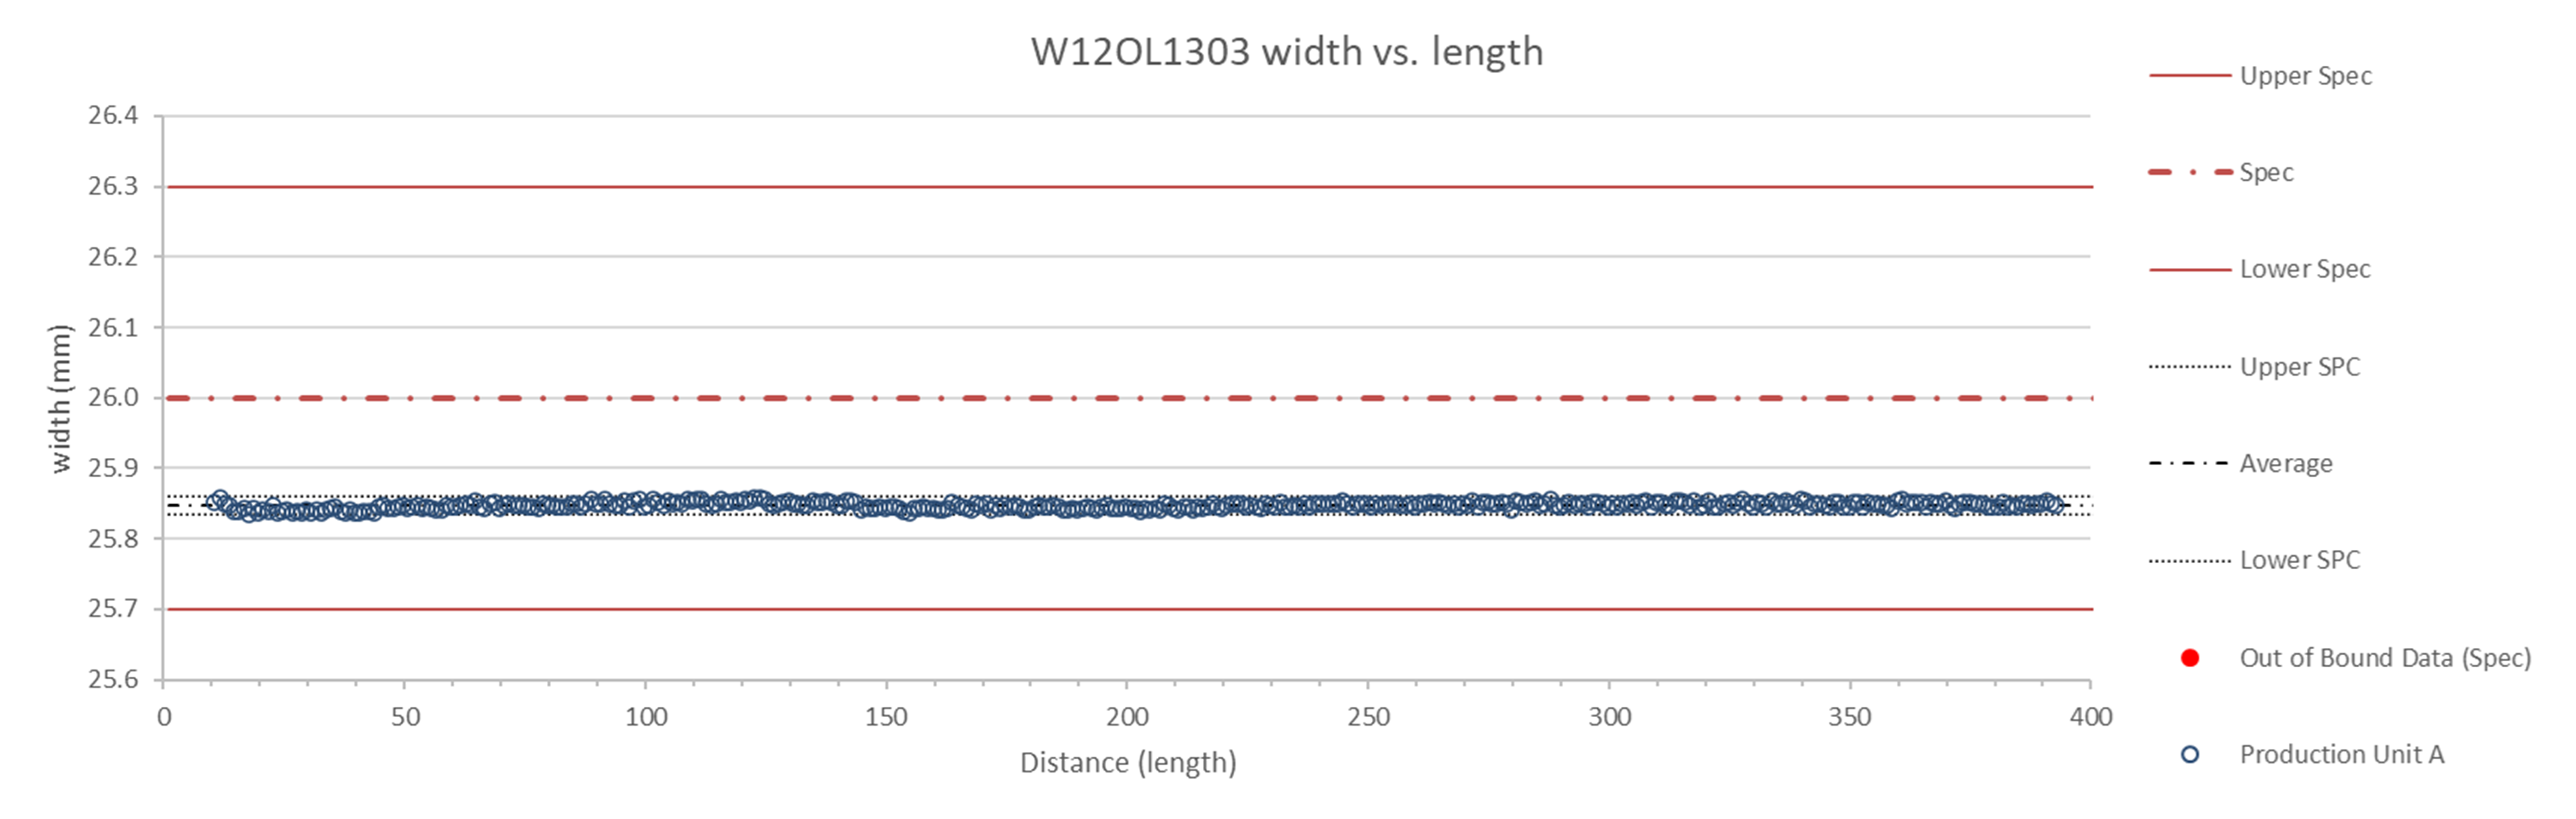 W12OL1303 width vs. length
26.4
26.3
26.2
26.1
26.0
25.9
25.8
25.7
25.6
width (mm)
0 50 100 150 200 250 300 350 400
Distance (length)
Upper Spec
Spec
Lower Spec
Upper SPC
Average
Lower SPC
Out of Bound Data (Spec)
Production Unit A